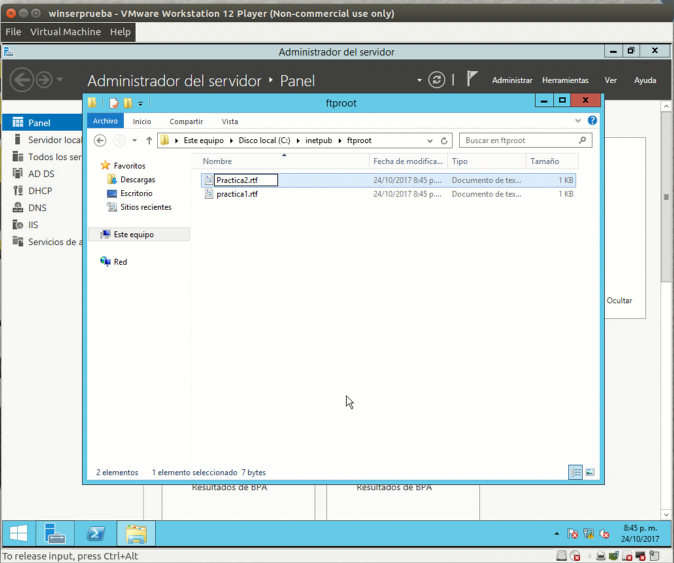 winserprueba - VMware Workstation 12 Player (Non-commercial use only)
File Virtual Machine Help
Administrador del servidor
Administrador del servidor Panel
Administrar Herramientas Ver Ayuda
ftproot
Archivo Inicio Compartir Vista
Este equipo Disco local (C:) inetpub ftproot
Buscar en ftproot
Panel
Servidor local
Todos los ser
AD DS
DHCP
DNS
IIS
Servicios de a
Favoritos
Descargas
Escritorio
Sitios recientes
Este equipo
Red
Nombre Fecha de modifica... Tipo Tamaño
Practica2.rtf 24/10/2017 8:45 p.... Documento de tex... 1 KB
practica1.rtf 24/10/2017 8:45 p.... Documento de tex... 1 KB
Ocultar
2 elementos 1 elemento seleccionado 7 bytes
Resultados de BPA Resultados de BPA
8:45 p. m.
24/10/2017
To release input, press Ctrl+Alt